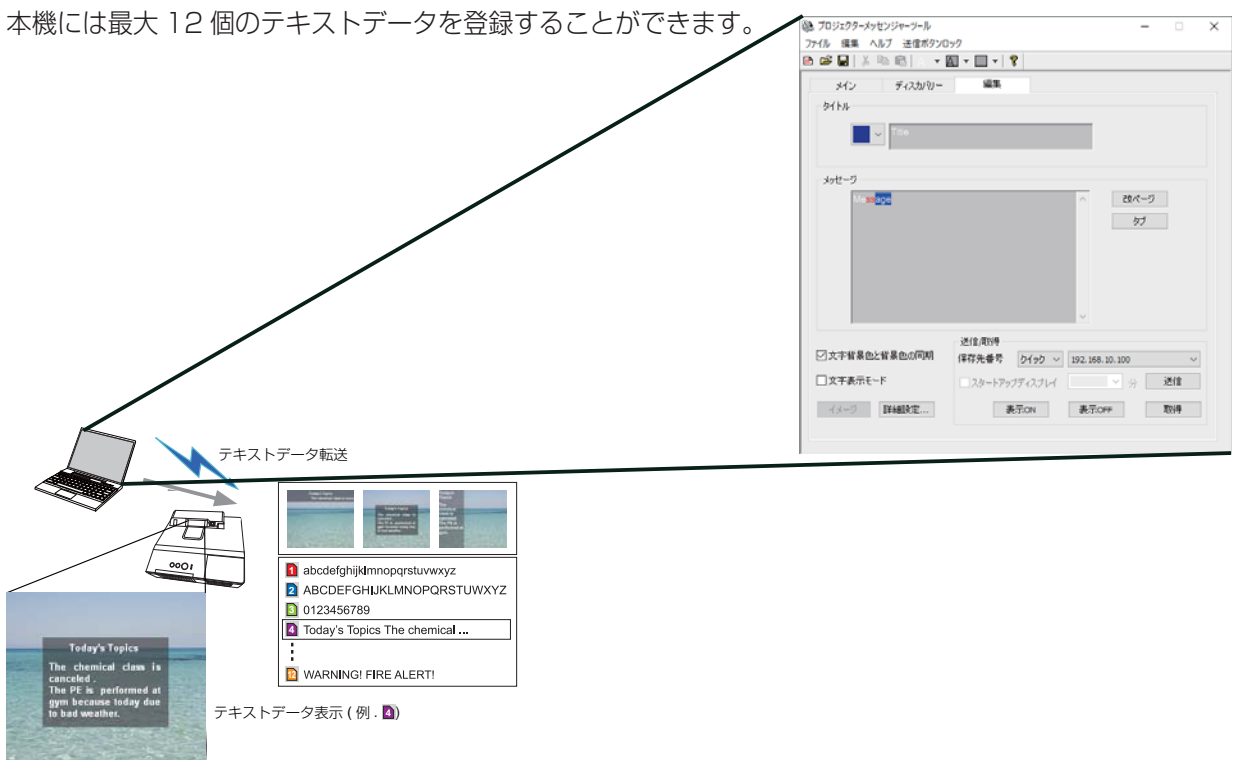 本機には最大 12 個のテキストデータを登録することができます。
プロジェクターメッセンジャーツール
ファイル 編集 ヘルプ 送信ボタンロック
メイン ディスカバリー 編集
タイトル
Title
メッセージ
Message
改ページ
タブ
文字背景色と背景色の同期
文字表示モード
イメージ 詳細設定...
送信/取得
保存先番号 クイック 192.168.10.100
スタートアップディスプレイ 分 送信
表示ON 表示OFF 取得
テキストデータ転送
1 abcdefghijklmnopqrstuvwxyz
2 ABCDEFGHIJKLMNOPQRSTUWXYZ
3 0123456789
4 Today's Topics The chemical ...
12 WARNING! FIRE ALERT!
Today's Topics
The chemical class is
canceled .
The PE is performed at
gym because today due
to bad weather.
テキストデータ表示 ( 例 . 4)